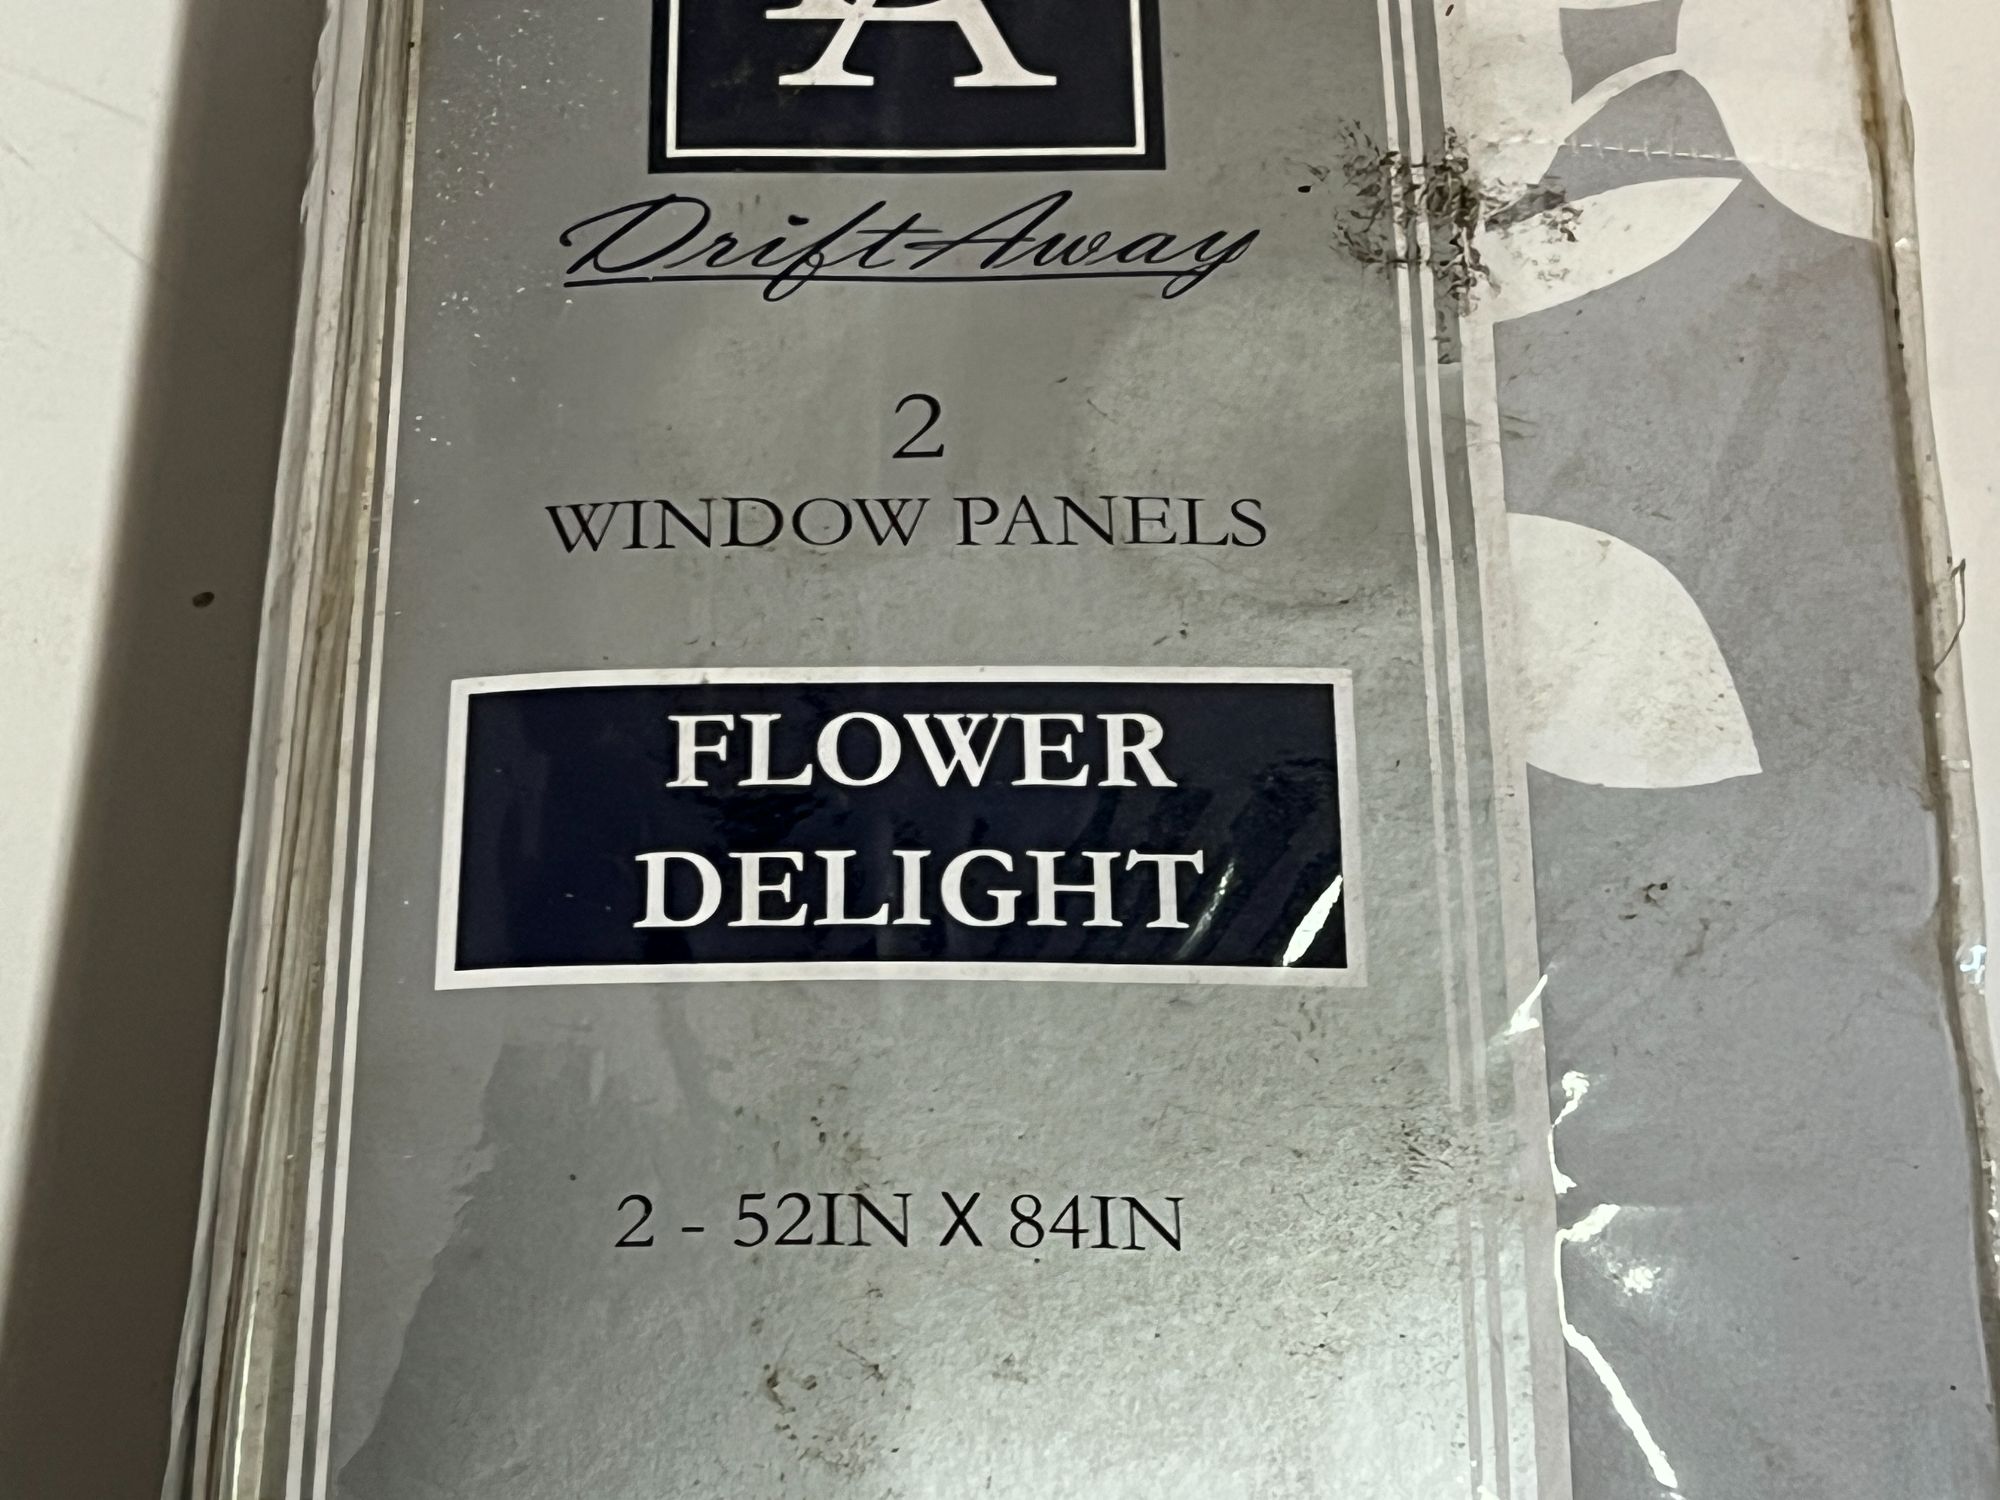 A
Drift Away
2
WINDOW PANELS
FLOWER
DELIGHT
2 - 52IN X 84IN